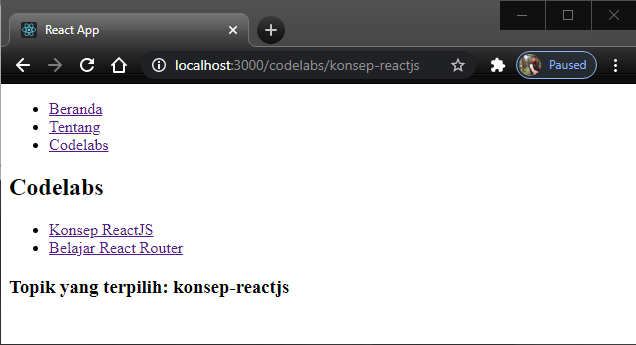 React App
localhost:3000/codelabs/konsep-reactjs
Paused
Beranda
Tentang
Codelabs
Codelabs
Konsep ReactJS
Belajar React Router
Topik yang terpilih: konsep-reactjs